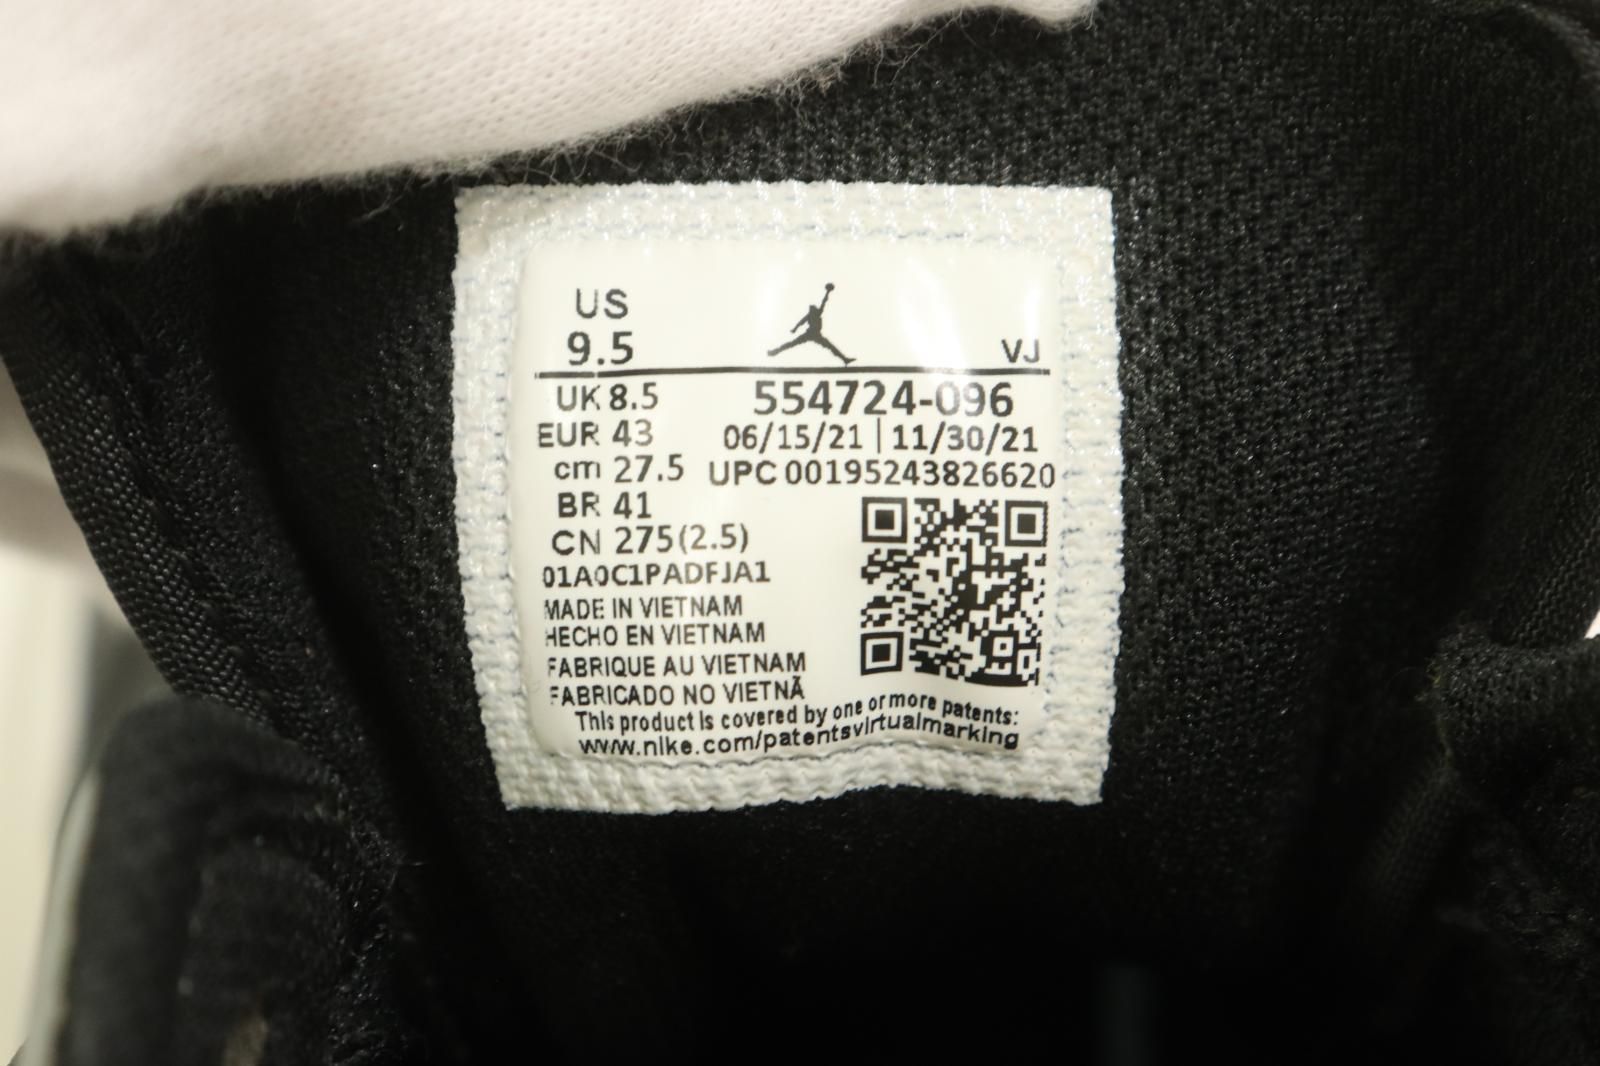 US
9.5
VJ
UK 8.5
554724-096
EUR 43
06/15/21 | 11/30/21
cm 27.5
UPC 00195243826620
BR 41
CN 275(2.5)
01A0C1PADFJA1
MADE IN VIETNAM
HECHO EN VIETNAM
FABRIQUE AU VIETNAM
FABRICADO NO VIETNÃ
This product is covered by one or more patents:
www.nike.com/patentsvirtualmarking